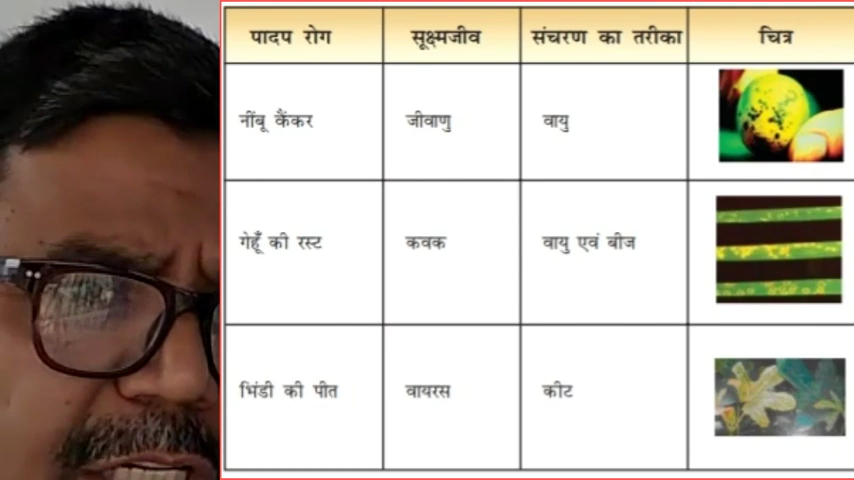 पादप रोग सूक्ष्मजीव संचरण का तरीका चित्र
नींबू कैंकर जीवाणु वायु
गेहूँ की रस्ट कवक वायु एवं बीज
भिंडी की पीत वायरस कीट